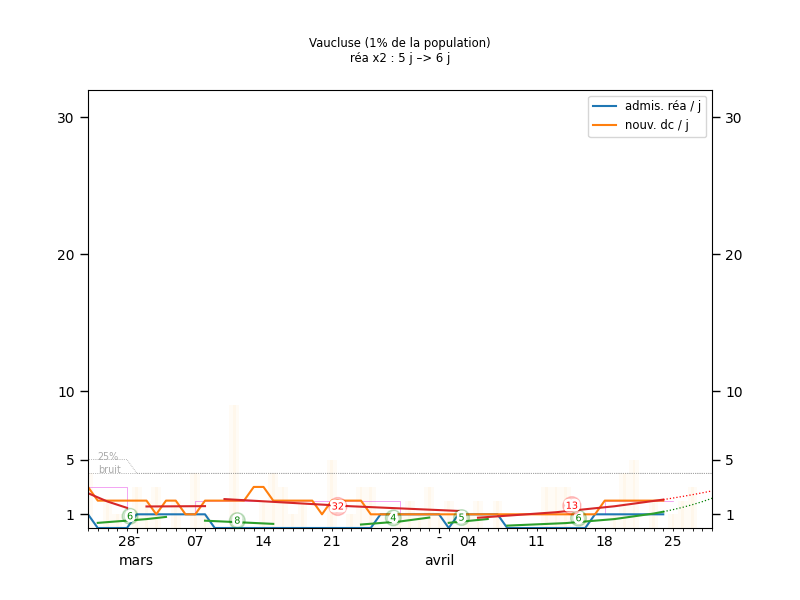 Vaucluse (1% de la population)
réa x2 : 5 j –> 6 j
admis. réa / j
nouv. dc / j
30 30
20 20
10 10
5 5
1 1
25%
bruit
6
8
32
4
5
13
6
28 - 07 14 21 28 - 04 11 18 25
mars avril